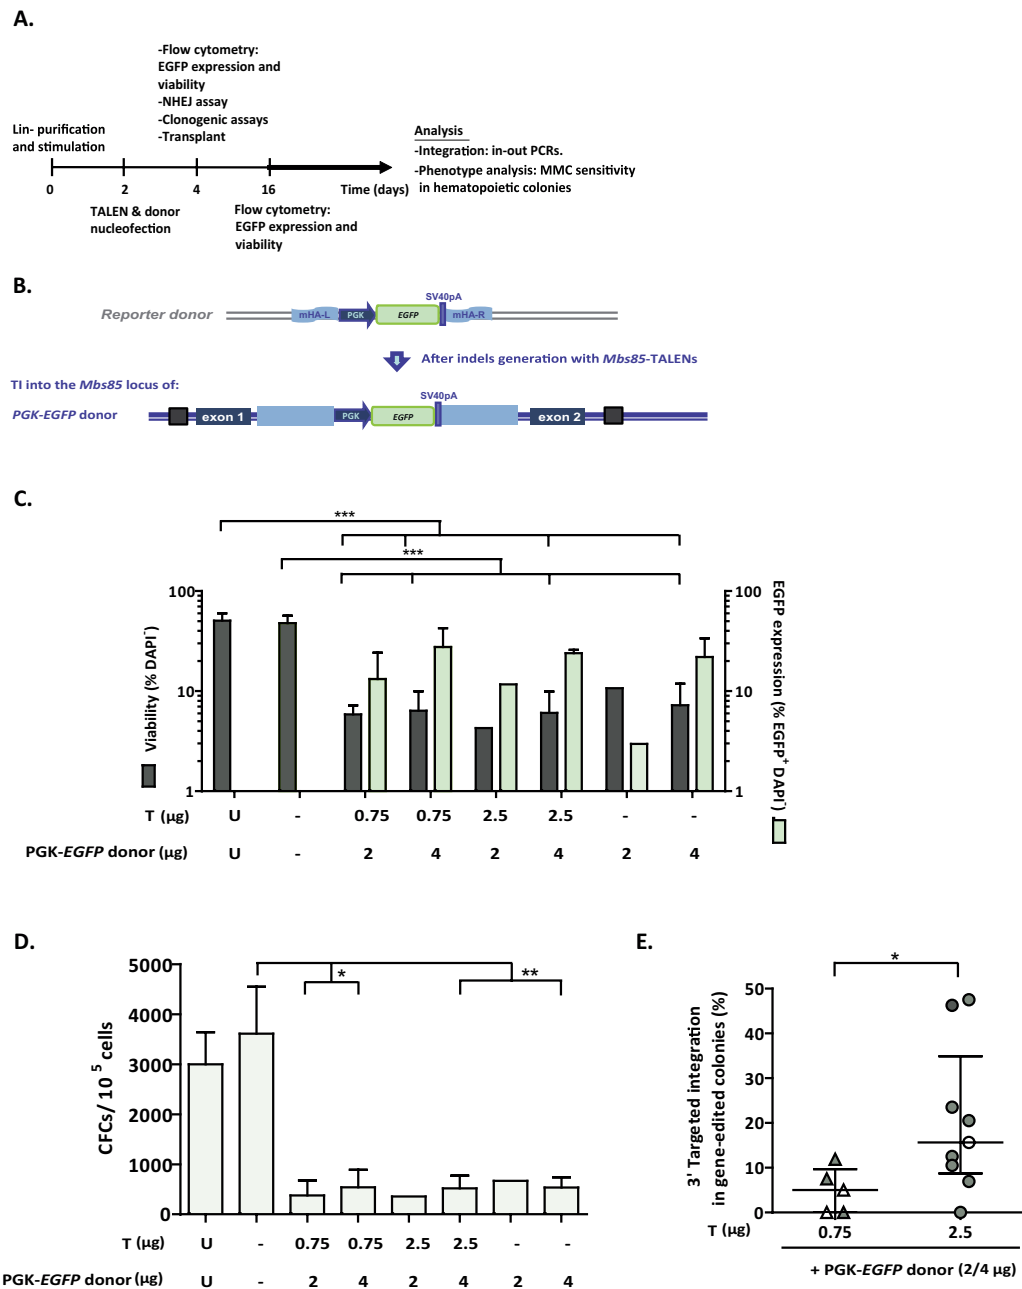 A.
-Flow cytometry:
EGFP expression and
viability
-NHEJ assay
-Clonogenic assays
-Transplant
Lin- purification
and stimulation
0
2
4
16
Time (days)
TALEN & donor
nucleofection
Flow cytometry:
EGFP expression and
viability
Analysis
-Integration: in-out PCRs.
-Phenotype analysis: MMC sensitivity
in hematopoietic colonies
B.
Reporter donor
mHA-L
PGK
EGFP
SV40pA
mHA-R
After indels generation with Mbs85-TALENs
TI into the Mbs85 locus of:
PGK-EGFP donor
exon 1
PGK
EGFP
SV40pA
exon 2
C.
***
***
Viability (% DAPI-)
100
10
1
100
10
1
EGFP expression (% EGFP+ DAPI-)
T (µg) U - 0.75 0.75 2.5 2.5 - -
PGK-EGFP donor (µg) U - 2 4 2 4 2 4
D.
CFCs/ 10 5 cells
5000
4000
3000
2000
1000
0
*
**
T (µg) U - 0.75 0.75 2.5 2.5 - -
PGK-EGFP donor (µg) U - 2 4 2 4 2 4
E.
*
3' Targeted integration
in gene-edited colonies (%)
50
40
30
20
10
0
T (µg) 0.75 2.5
+ PGK-EGFP donor (2/4 µg)